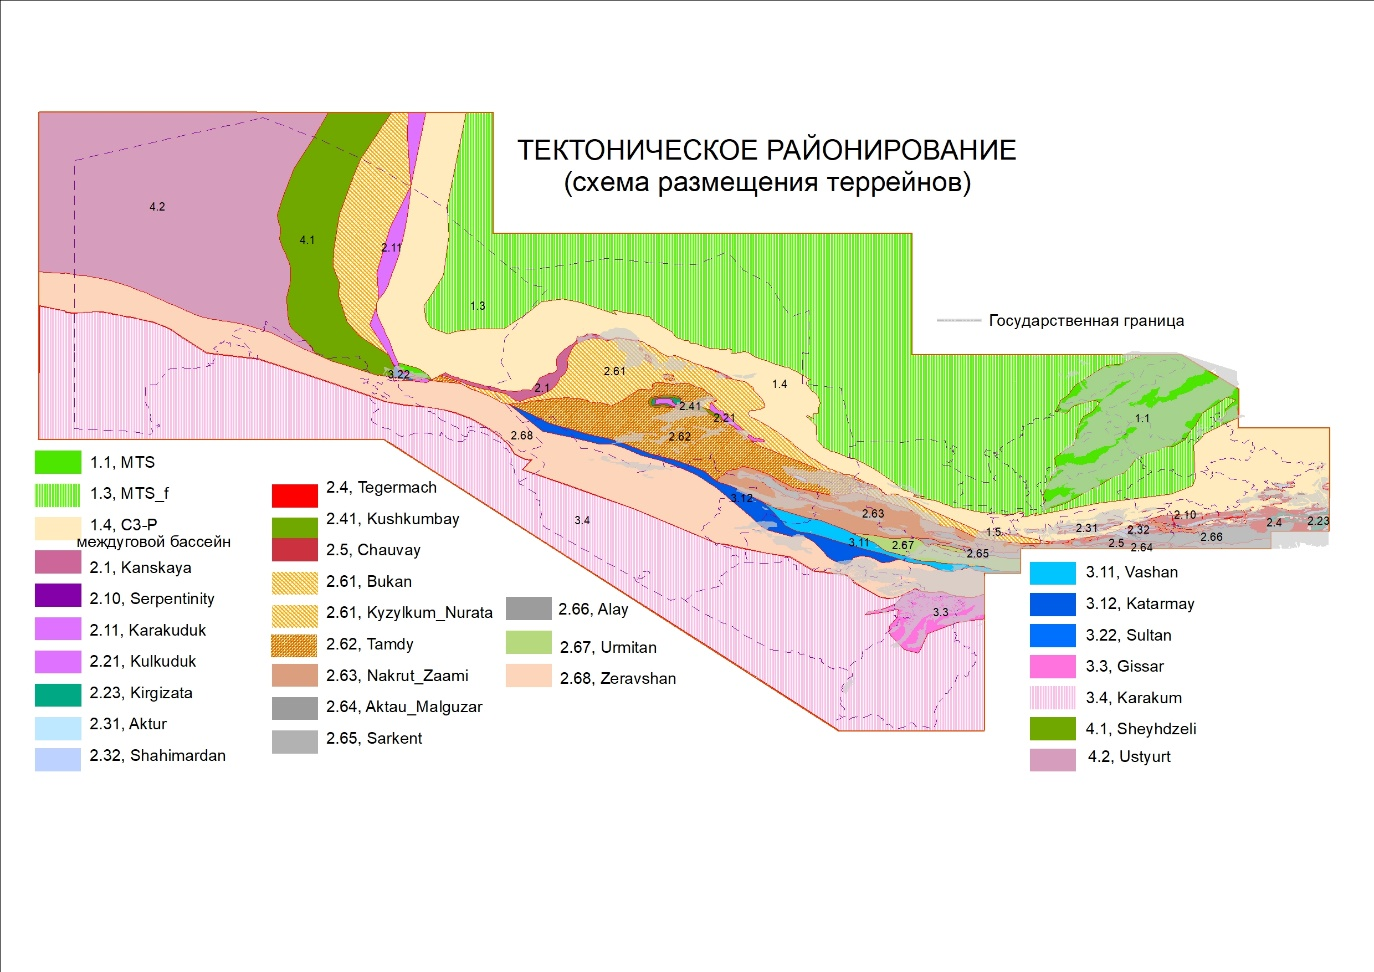 ТЕКТОНИЧЕСКОЕ РАЙОНИРОВАНИЕ
(схема размещения террейнов)
4.2
4.1
2.11
1.3
Государственная граница
3.22
2.1
2.61
1.4
2.41
2.21
1.1
2.68
2.62
3.12
3.4
2.63
3.11
2.67
2.65
1.5
2.31
2.32
2.10
2.5
2.64
2.66
2.4
2.23
3.3
1.1, MTS
1.3, MTS_f
1.4, C3-P
междуговой бассейн
2.1, Kanskaya
2.10, Serpentinity
2.11, Karakuduk
2.21, Kulkuduk
2.23, Kirgizata
2.31, Aktur
2.32, Shahimardan
2.4, Tegermach
2.41, Kushkumbay
2.5, Chauvay
2.61, Bukan
2.61, Kyzylkum_Nurata
2.62, Tamdy
2.63, Nakrut_Zaami
2.64, Aktau_Malguzar
2.65, Sarkent
2.66, Alay
2.67, Urmitan
2.68, Zeravshan
3.11, Vashan
3.12, Katarmay
3.22, Sultan
3.3, Gissar
3.4, Karakum
4.1, Sheyhdzeli
4.2, Ustyurt